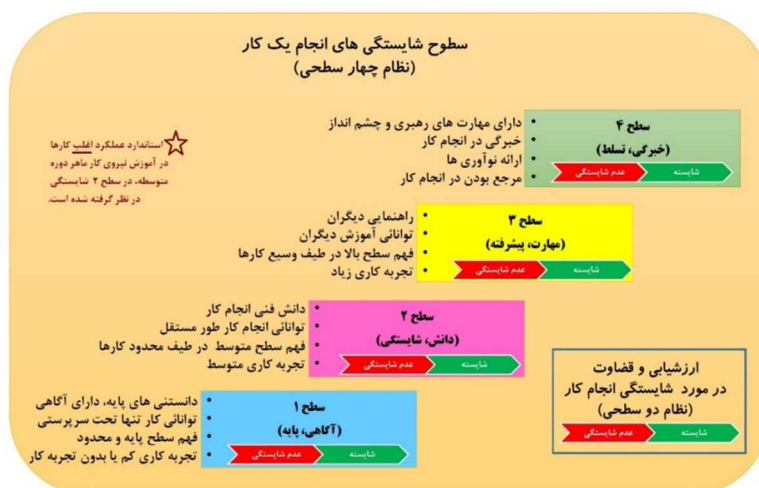 سطوح شایستگی های انجام یک کار
(نظام چهار سطحی)
سطح ۴
(خبرگی، تسلط)
عدم شایستگی
شایسته
• دارای مهارت های رهبری و چشم انداز
• خبرگی در انجام کار
• ارائه نوآوری ها
• مرجع بودن در انجام کار
استاندارد عملکرد اغلب کارها
در آموزش نیروی کار ماهر دوره
متوسطه، در سطح ۲ شایستگی
در نظر گرفته شده است.
سطح ۳
(مهارت، پیشرفته)
عدم شایستگی
شایسته
• راهنمایی دیگران
• توانائی آموزش دیگران
• فهم سطح بالا در طیف وسیع کارها
• تجربه کاری زیاد
سطح ۲
(دانش، شایستگی)
عدم شایستگی
شایسته
• دانش فنی انجام کار
• توانائی انجام کار طور مستقل
• فهم سطح متوسط در طیف محدود کارها
• تجربه کاری متوسط
سطح ۱
(آگاهی، پایه)
عدم شایستگی
شایسته
• دانستنی های پایه، دارای آگاهی
• توانائی کار تنها تحت سرپرستی
• فهم سطح پایه و محدود
• تجربه کاری کم یا بدون تجربه کار
ارزشیابی و قضاوت
در مورد شایستگی انجام کار
(نظام دو سطحی)
عدم شایستگی
شایسته